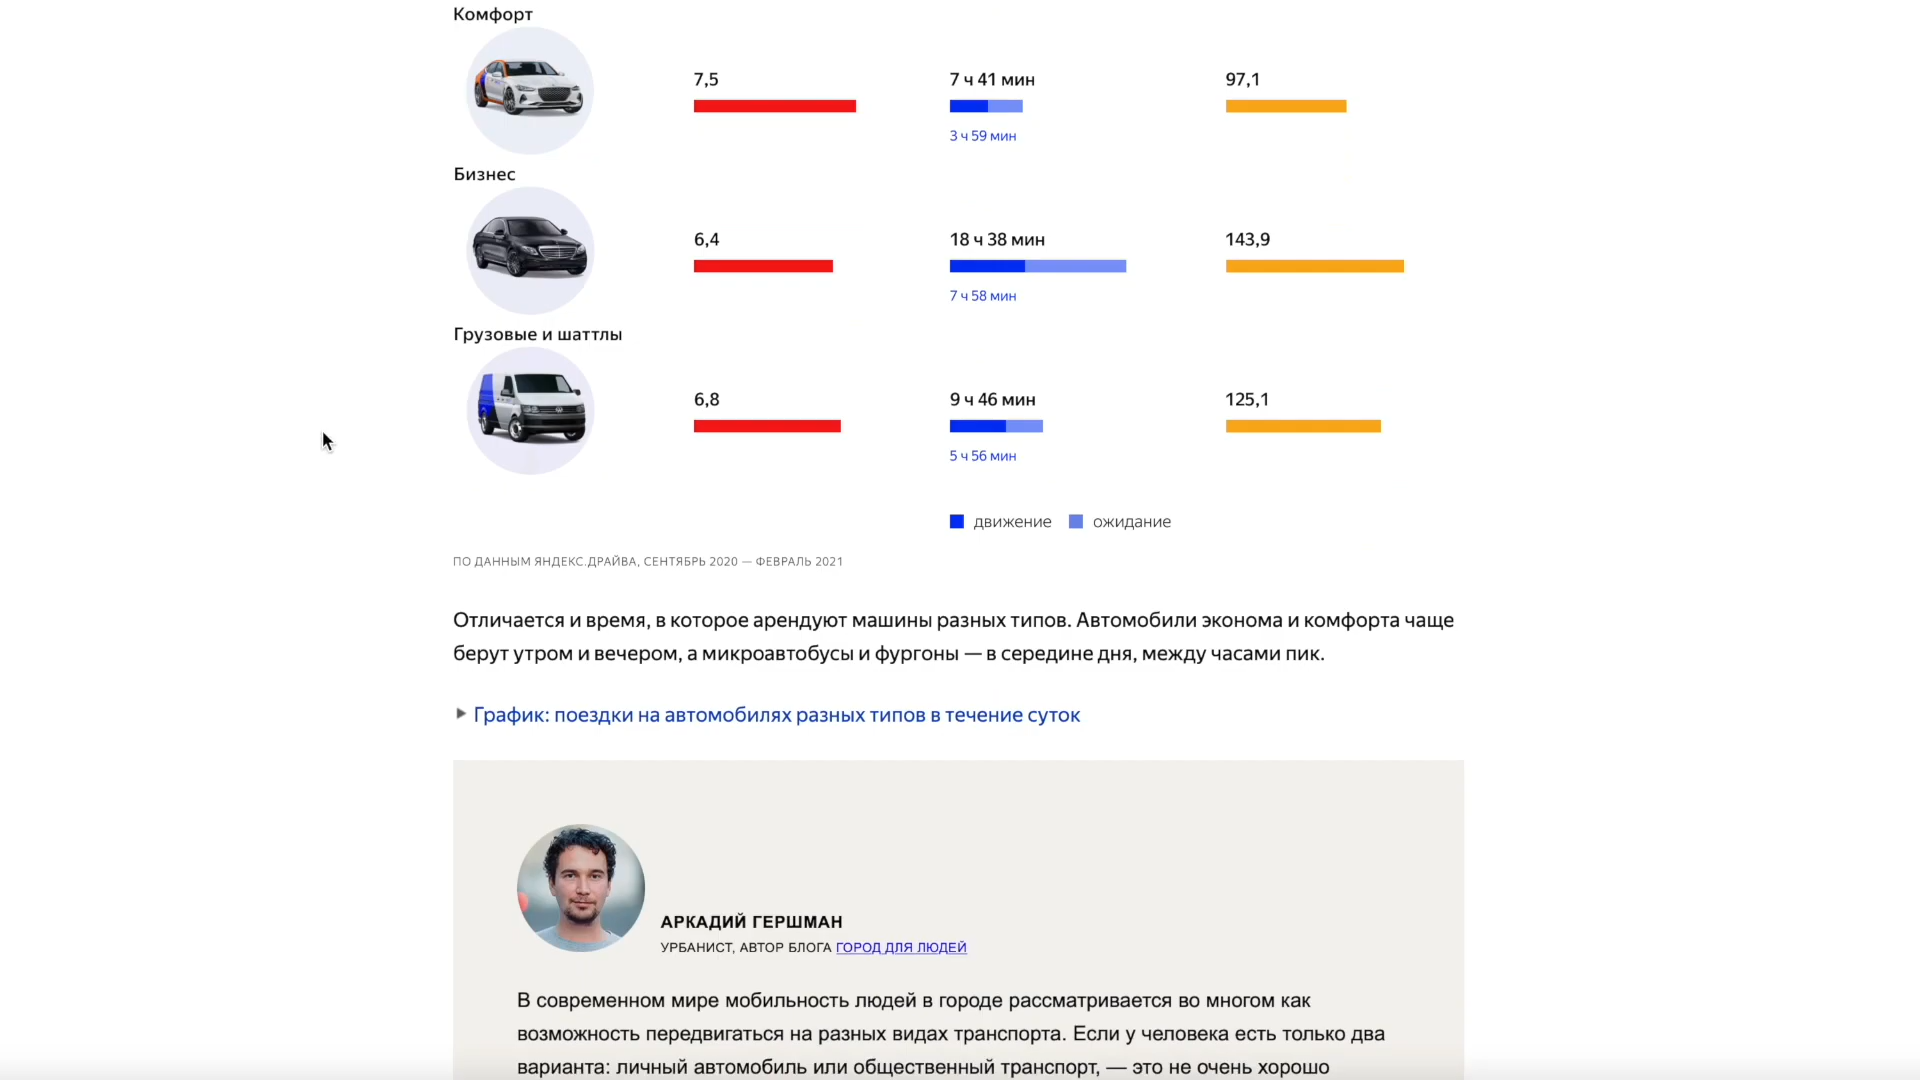 Комфорт
7,5
7 ч 41 мин
97,1
3 ч 59 мин
Бизнес
6,4
18 ч 38 мин
143,9
7 ч 58 мин
Грузовые и шаттлы
6,8
9 ч 46 мин
125,1
5 ч 56 мин
движение ожидание
ПО ДАННЫМ ЯНДЕКС.ДРАЙВА, СЕНТЯБРЬ 2020 — ФЕВРАЛЬ 2021
Отличается и время, в которое арендуют машины разных типов. Автомобили эконома и комфорта чаще
берут утром и вечером, а микроавтобусы и фургоны — в середине дня, между часами пик.
График: поездки на автомобилях разных типов в течение суток
АРКАДИЙ ГЕРШМАН
УРБАНИСТ, АВТОР БЛОГА ГОРОД ДЛЯ ЛЮДЕЙ
В современном мире мобильность людей в городе рассматривается во многом как
возможность передвигаться на разных видах транспорта. Если у человека есть только два
варианта: личный автомобиль или общественный транспорт, — это не очень хорошо